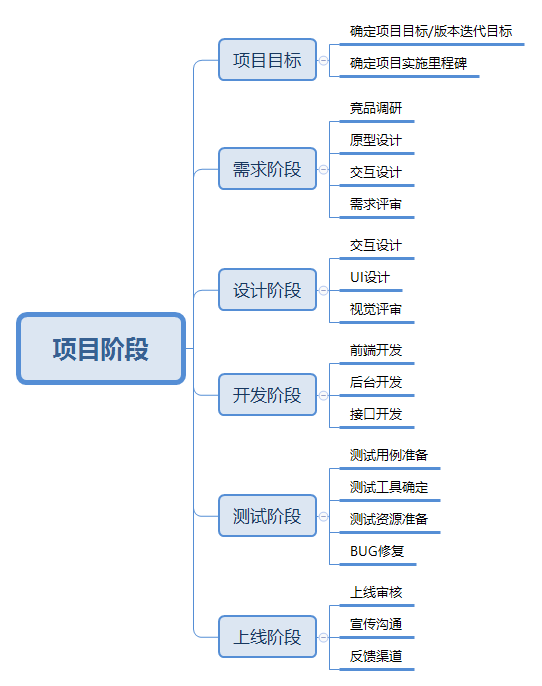 项目阶段
项目目标
确定项目目标/版本迭代目标
确定项目实施里程碑
需求阶段
竞品调研
原型设计
交互设计
需求评审
设计阶段
交互设计
UI设计
视觉评审
开发阶段
前端开发
后台开发
接口开发
测试阶段
测试用例准备
测试工具确定
测试资源准备
BUG修复
上线阶段
上线审核
宣传沟通
反馈渠道